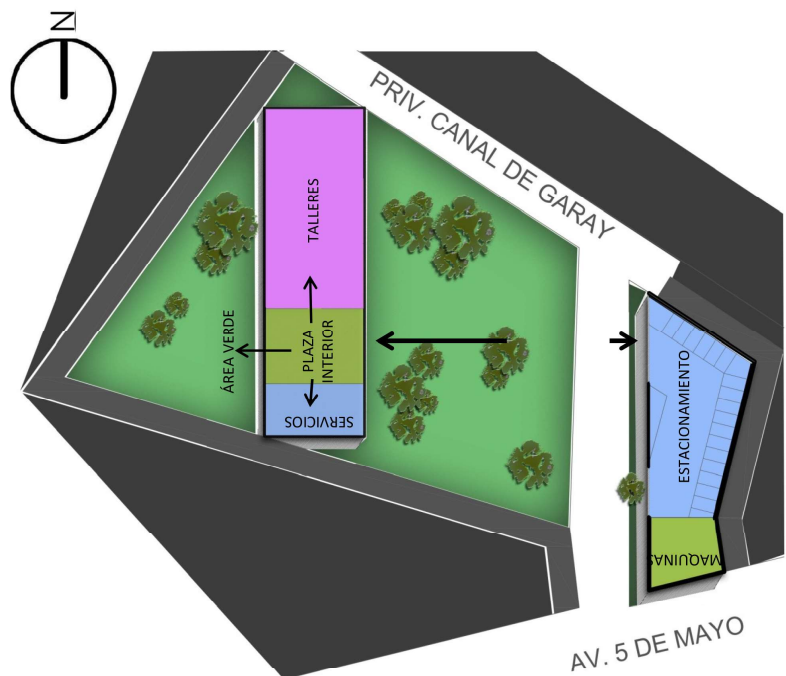 N
PRIV. CANAL DE GARAY
TALLERES
ÁREA VERDE
PLAZA
INTERIOR
SERVICIOS
ESTACIONAMIENTO
MAQUINAS
AV. 5 DE MAYO